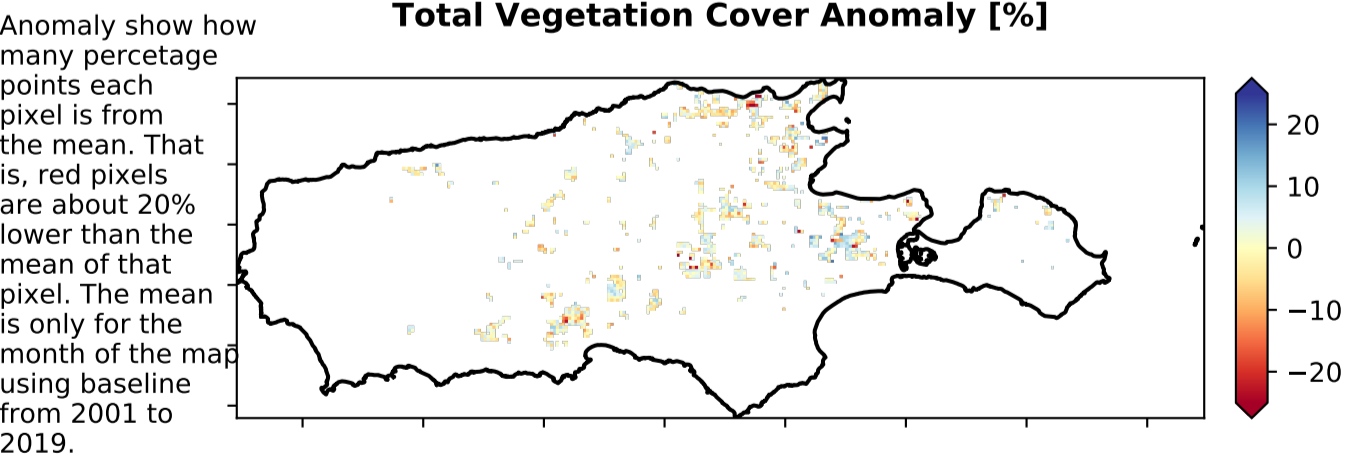 Total Vegetation Cover Anomaly [%]
Anomaly show how
many percetage
points each
pixel is from
the mean. That
is, red pixels
are about 20%
lower than the
mean of that
pixel. The mean
is only for the
month of the map
using baseline
from 2001 to
2019.
20
10
0
−10
−20